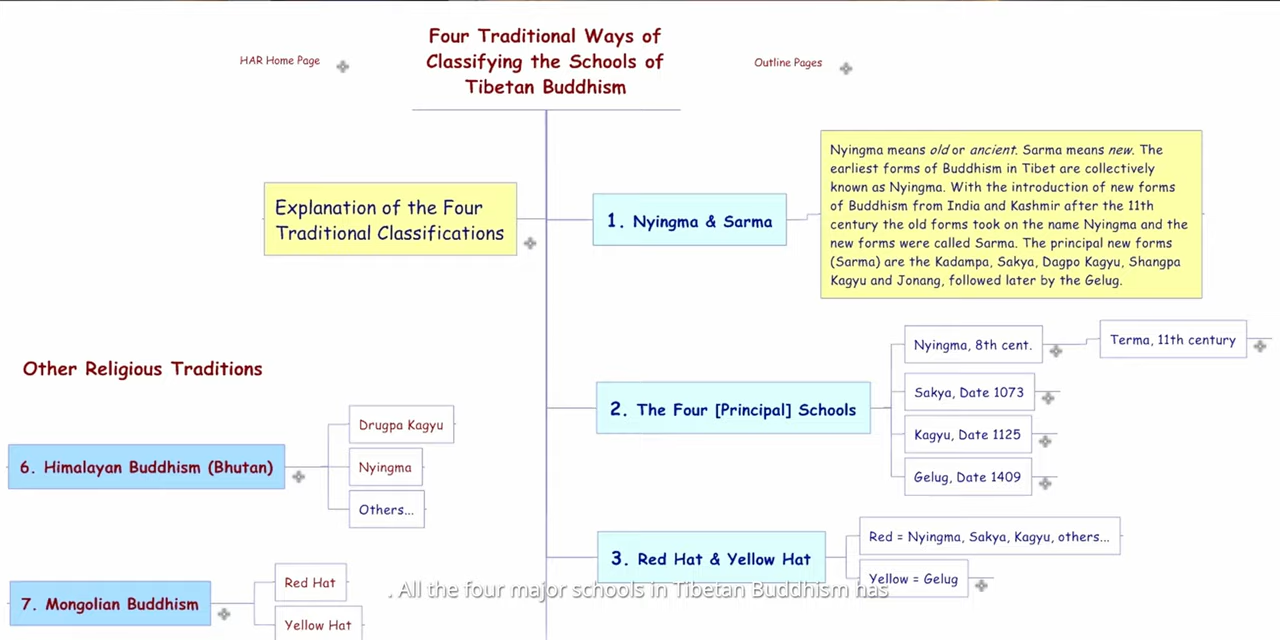 Four Traditional Ways of
Classifying the Schools of
Tibetan Buddhism
HAR Home Page
Outline Pages
Explanation of the Four
Traditional Classifications
1. Nyingma & Sarma
Nyingma means old or ancient. Sarma means new. The
earliest forms of Buddhism in Tibet are collectively
known as Nyingma. With the introduction of new forms
of Buddhism from India and Kashmir after the 11th
century the old forms took on the name Nyingma and the
new forms were called Sarma. The principal new forms
(Sarma) are the Kadampa, Sakya, Dagpo Kagyu, Shangpa
Kagyu and Jonang, followed later by the Gelug.
2. The Four [Principal] Schools
Nyingma, 8th cent.
Terma, 11th century
Sakya, Date 1073
Kagyu, Date 1125
Gelug, Date 1409
3. Red Hat & Yellow Hat
Red = Nyingma, Sakya, Kagyu, others...
Yellow = Gelug
Other Religious Traditions
6. Himalayan Buddhism (Bhutan)
Drugpa Kagyu
Nyingma
Others...
7. Mongolian Buddhism
Red Hat
Yellow Hat
. All the four major schools in Tibetan Buddhism has